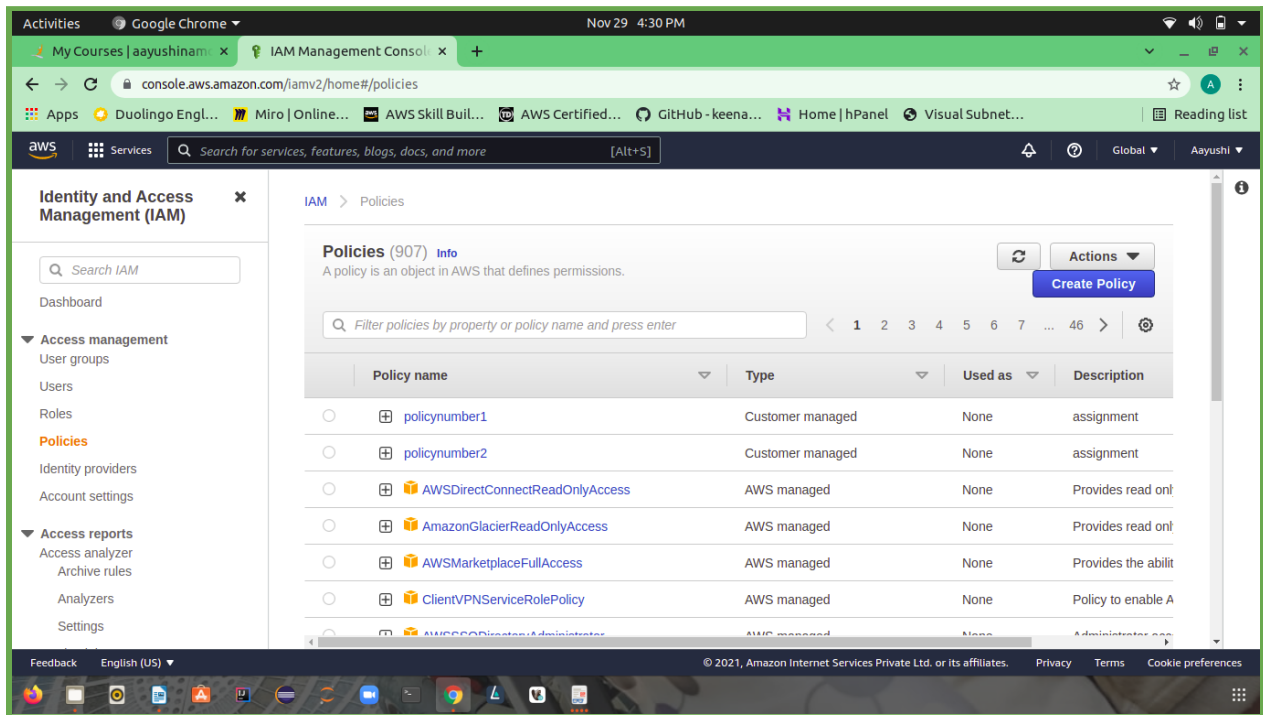 Activities Google Chrome Nov 29 4:30 PM
My Courses | aayushinam IAM Management Consol
console.aws.amazon.com/iamv2/home#/policies A
Apps Duolingo Engl... Miro | Online... AWS Skill Buil... AWS Certified... GitHub - keena... Home | hPanel Visual Subnet... Reading list
aws Services Search for services, features, blogs, docs, and more [Alt+S] Global Aayushi
Identity and Access
Management (IAM)
Search IAM
Dashboard
Access management
User groups
Users
Roles
Policies
Identity providers
Account settings
Access reports
Access analyzer
Archive rules
Analyzers
Settings
IAM > Policies
Policies (907) Info
A policy is an object in AWS that defines permissions.
Actions
Create Policy
Filter policies by property or policy name and press enter 1 2 3 4 5 6 7 ... 46
Policy name Type Used as Description
policynumber1 Customer managed None assignment
policynumber2 Customer managed None assignment
AWSDirectConnectReadOnlyAccess AWS managed None Provides read onl
AmazonGlacierReadOnlyAccess AWS managed None Provides read onl
AWSMarketplaceFullAccess AWS managed None Provides the abilit
ClientVPNServiceRolePolicy AWS managed None Policy to enable A
AWSSSODirectoryAdministrator AWS managed None Administrator acc
Feedback English (US) © 2021, Amazon Internet Services Private Ltd. or its affiliates. Privacy Terms Cookie preferences